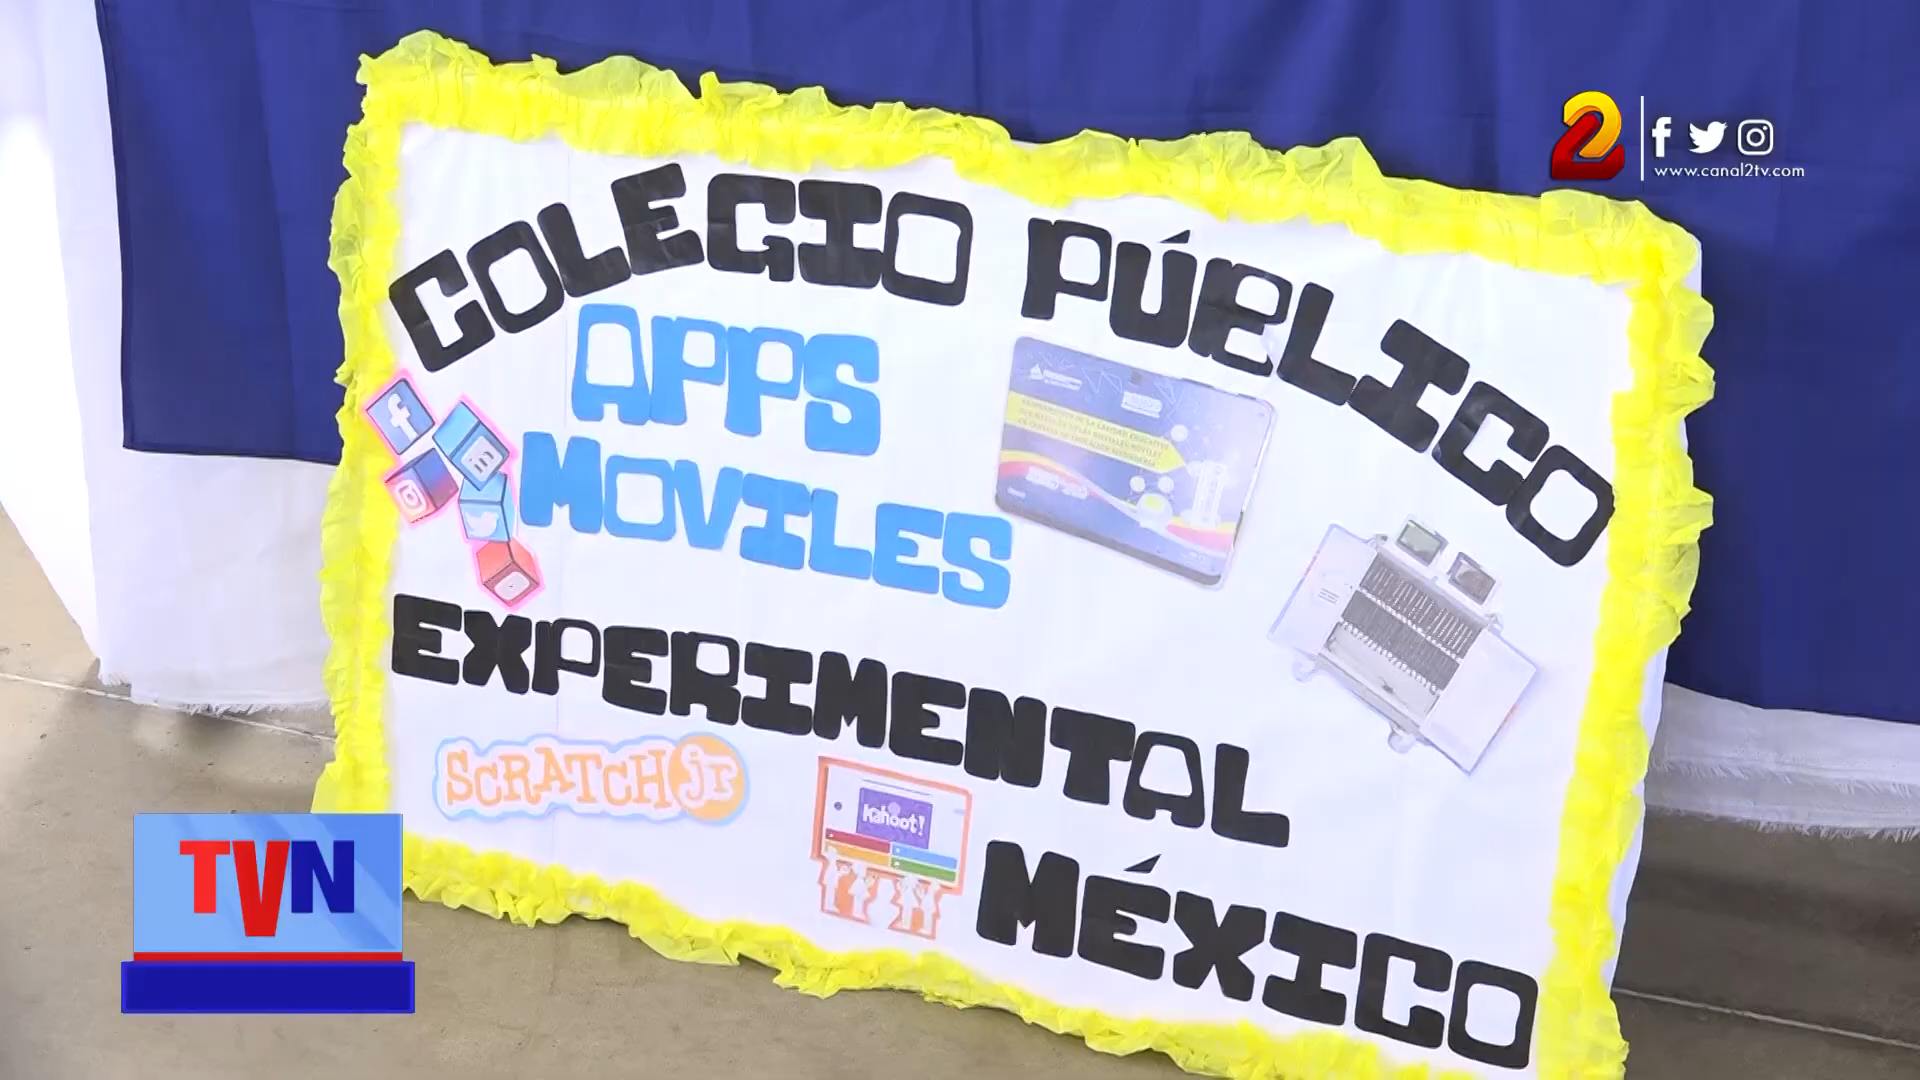 2
www.canal2tv.com
COLEGIO PÚBLICO
APPS
MOVILES
EXPERIMENTAL
SCRATCH jr
Kahoot!
MÉXICO
TVN